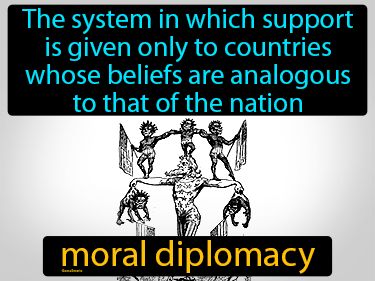 The system in which support
is given only to countries
whose beliefs are analogous
to that of the nation
moral diplomacy